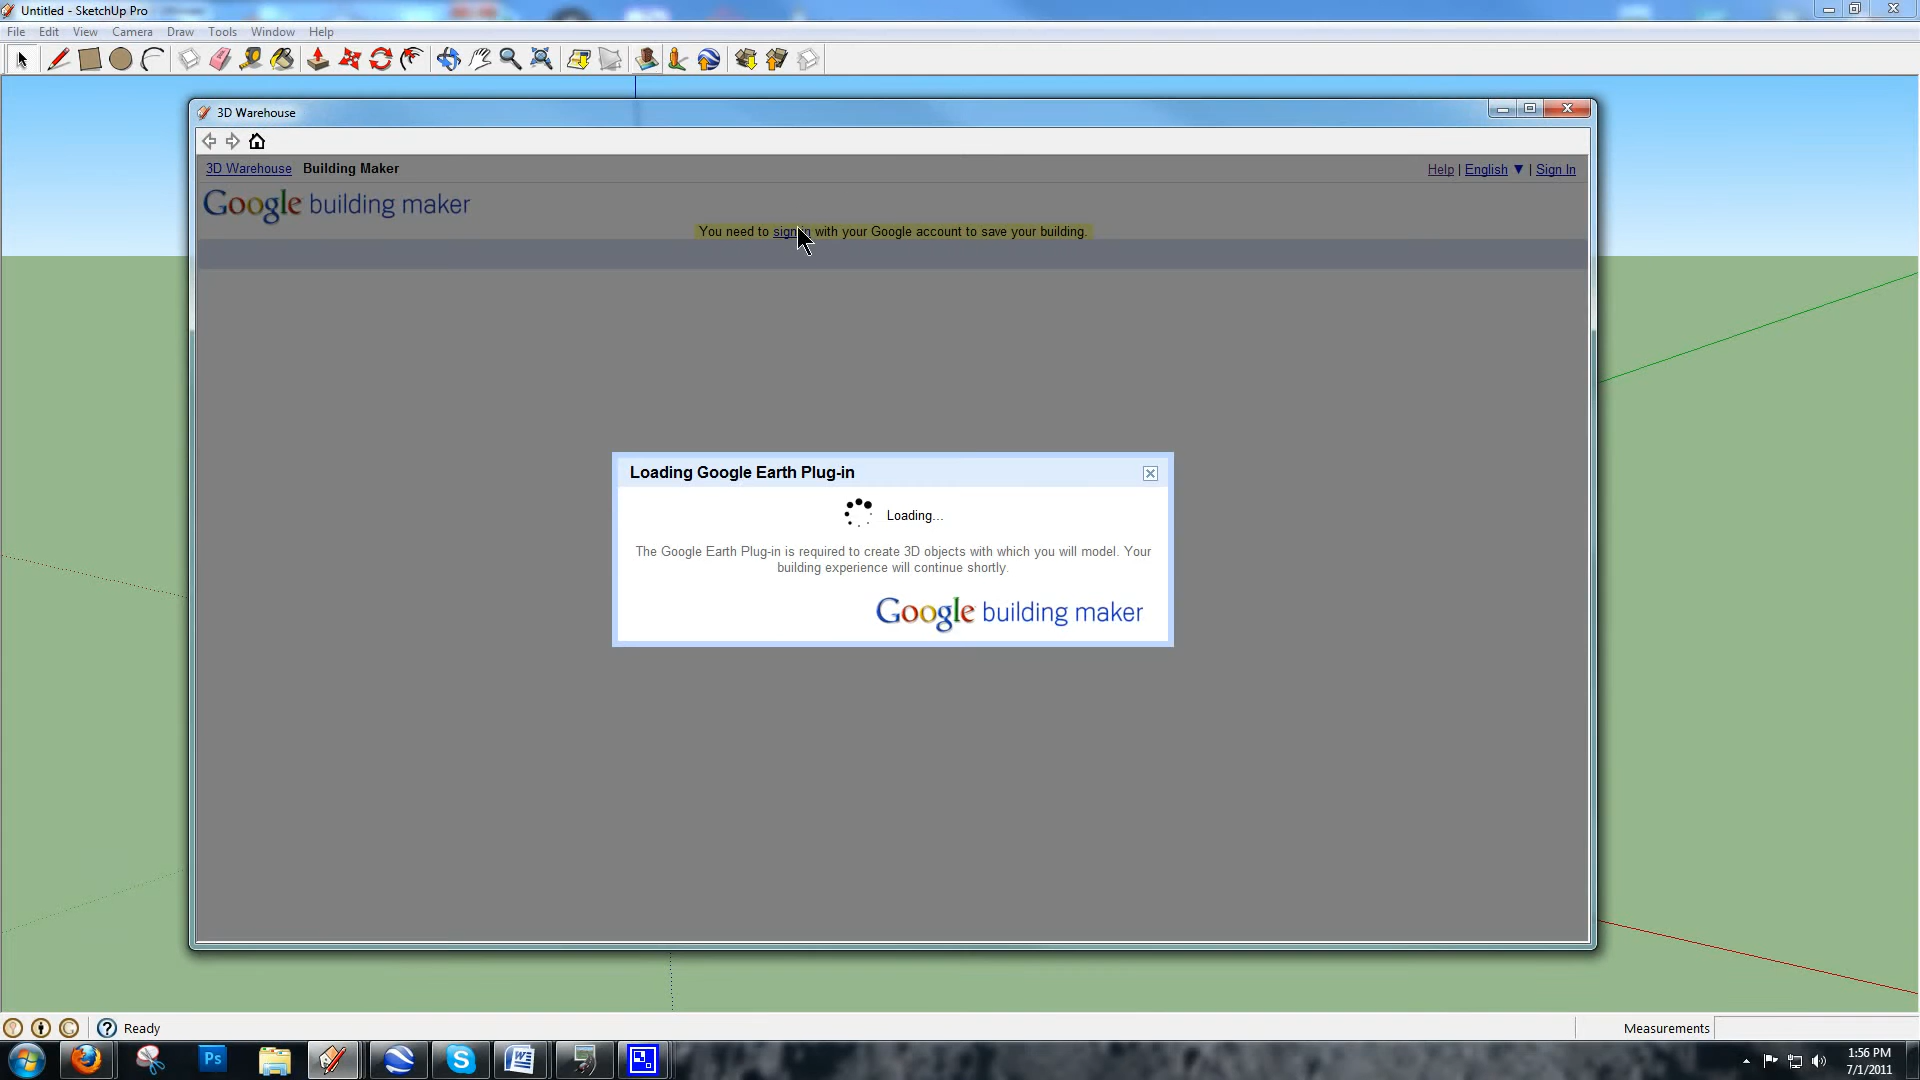 Untitled - SketchUp Pro
File Edit View Camera Draw Tools Window Help
3D Warehouse
3D Warehouse Building Maker
Help | English ▼ | Sign In
Google building maker
You need to sign in with your Google account to save your building.
Loading Google Earth Plug-in
Loading...
The Google Earth Plug-in is required to create 3D objects with which you will model. Your
building experience will continue shortly.
Google building maker
Ready
Measurements
Ps
1:56 PM
7/1/2011